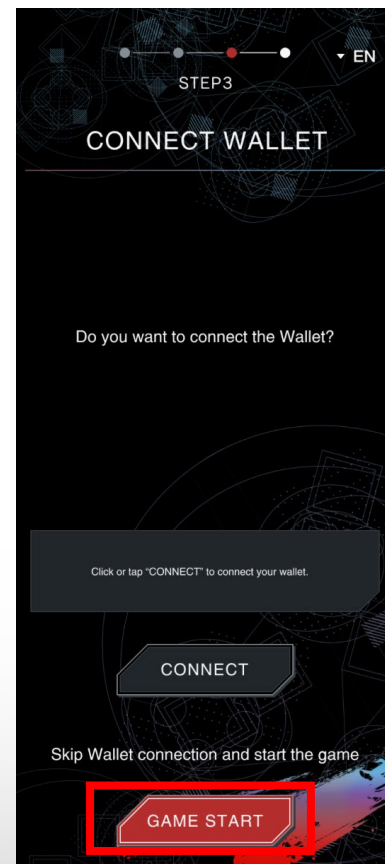 EN
STEP3
CONNECT WALLET
Do you want to connect the Wallet?
Click or tap "CONNECT" to connect your wallet.
CONNECT
Skip Wallet connection and start the game
GAME START